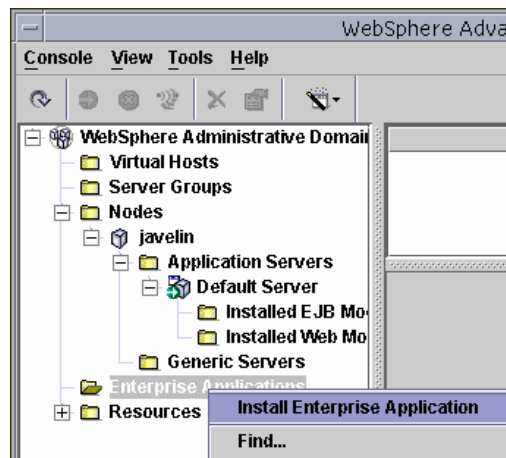 WebSphere Adva
Console View Tools Help
WebSphere Administrative Domai
Virtual Hosts
Server Groups
Nodes
javelin
Application Servers
Default Server
Installed EJB Mo
Installed Web Mo
Generic Servers
Enterprise Applications
Resources
Install Enterprise Application
Find...